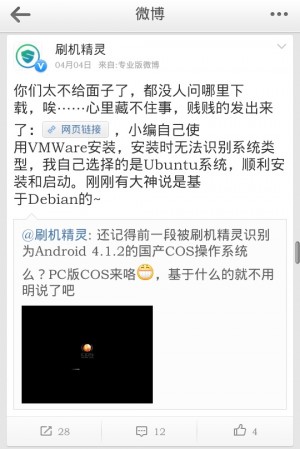 微博
刷机精灵
04月04日 来自:专业版微博
你们太不给面子了，都没人问哪里下
载，唉……心里藏不住事，贱贱的发出来
了： 网页链接 ，小编自己使
用VMWare安装，安装时无法识别系统类
型，我自己选择的是Ubuntu系统，顺利安
装和启动。刚刚有大神说是基
于Debian的~
@刷机精灵: 还记得前一段被刷机精灵识别
为Android 4.1.2的国产COS操作系统
么？PC版COS来咯，基于什么的就不用
明说了吧
28
12
4